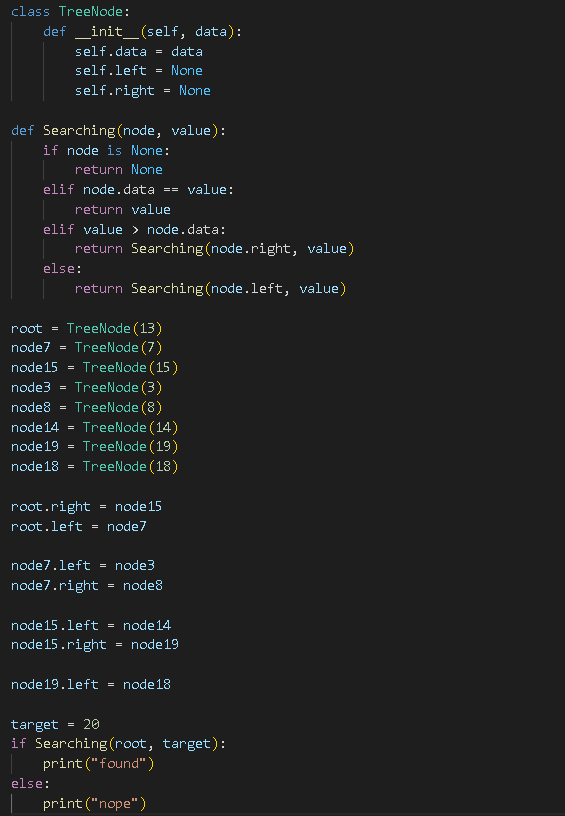 class TreeNode:
    def __init__(self, data):
        self.data = data
        self.left = None
        self.right = None

def Searching(node, value):
    if node is None:
        return None
    elif node.data == value:
        return value
    elif value > node.data:
        return Searching(node.right, value)
    else:
        return Searching(node.left, value)

root = TreeNode(13)
node7 = TreeNode(7)
node15 = TreeNode(15)
node3 = TreeNode(3)
node8 = TreeNode(8)
node14 = TreeNode(14)
node19 = TreeNode(19)
node18 = TreeNode(18)

root.right = node15
root.left = node7

node7.left = node3
node7.right = node8

node15.left = node14
node15.right = node19

node19.left = node18

target = 20
if Searching(root, target):
    print("found")
else:
    print("nope")